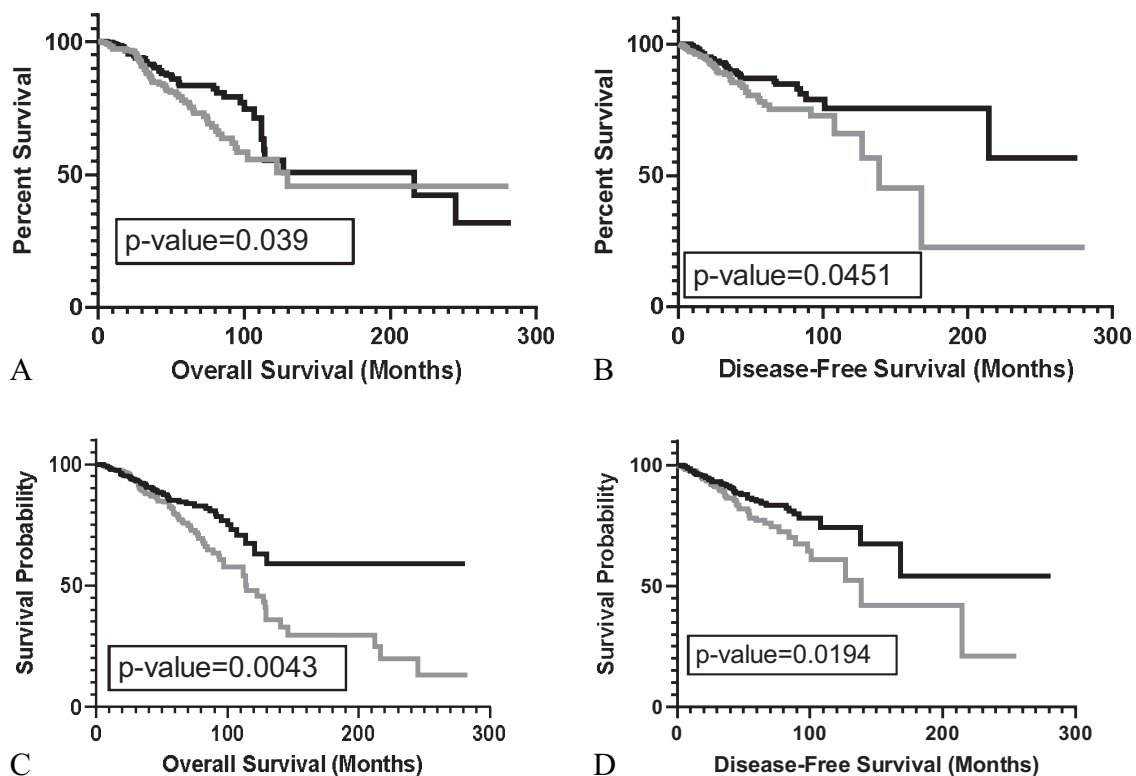 100
50
0
Percent Survival
p-value=0.039
0 100 200 300
Overall Survival (Months)
A
100
50
0
Percent Survival
p-value=0.0451
0 100 200 300
Disease-Free Survival (Months)
B
100
50
0
Survival Probability
p-value=0.0043
0 100 200 300
Overall Survival (Months)
C
100
50
0
Survival Probability
p-value=0.0194
0 100 200 300
Disease-Free Survival (Months)
D